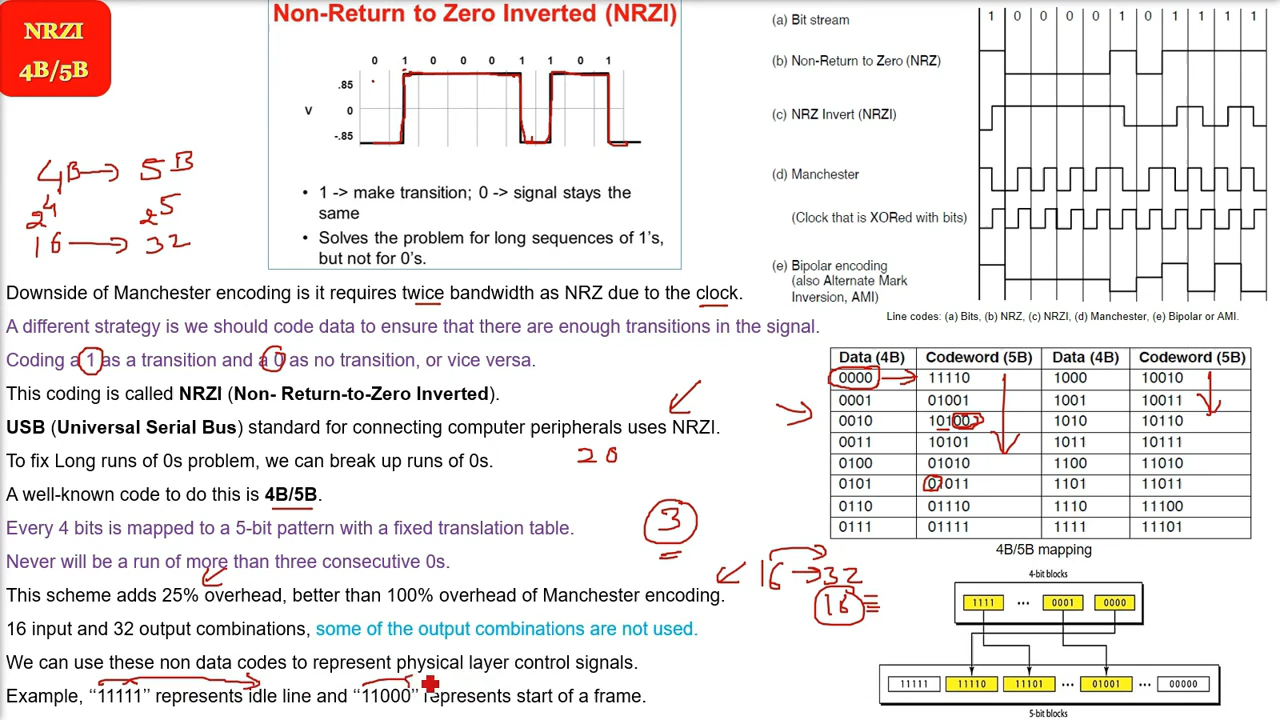 NRZI
4B/5B
Non-Return to Zero Inverted (NRZI)
0 1 0 0 0 1 1 0 1
.85
V 0
-.85
• 1 -> make transition; 0 -> signal stays the
same
• Solves the problem for long sequences of 1's,
but not for 0's.
4B → 5B
2^4 2^5
16 → 32
(a) Bit stream
1 0 0 0 0 1 0 1 1 1 1
(b) Non-Return to Zero (NRZ)
(c) NRZ Invert (NRZI)
(d) Manchester
(Clock that is XORed with bits)
(e) Bipolar encoding
(also Alternate Mark
Inversion, AMI)
Line codes: (a) Bits, (b) NRZ, (c) NRZI, (d) Manchester, (e) Bipolar or AMI.
Downside of Manchester encoding is it requires twice bandwidth as NRZ due to the clock.
A different strategy is we should code data to ensure that there are enough transitions in the signal.
Coding a 1 as a transition and a 0 as no transition, or vice versa.
This coding is called NRZI (Non- Return-to-Zero Inverted).
USB (Universal Serial Bus) standard for connecting computer peripherals uses NRZI.
To fix Long runs of 0s problem, we can break up runs of 0s.
20
A well-known code to do this is 4B/5B.
Every 4 bits is mapped to a 5-bit pattern with a fixed translation table.
3
Never will be a run of more than three consecutive 0s.
This scheme adds 25% overhead, better than 100% overhead of Manchester encoding.
16 → 32
16
16 input and 32 output combinations, some of the output combinations are not used.
We can use these non data codes to represent physical layer control signals.
Example, “11111” represents idle line and “11000” represents start of a frame.
Data (4B) Codeword (5B) Data (4B) Codeword (5B)
0000 11110 1000 10010
0001 01001 1001 10011
0010 10100 1010 10110
0011 10101 1011 10111
0100 01010 1100 11010
0101 01011 1101 11011
0110 01110 1110 11100
0111 01111 1111 11101
4B/5B mapping
4-bit blocks
1111 ··· 0001 0000
11111 11110 11101 ··· 01001 ··· 00000
5-bit blocks